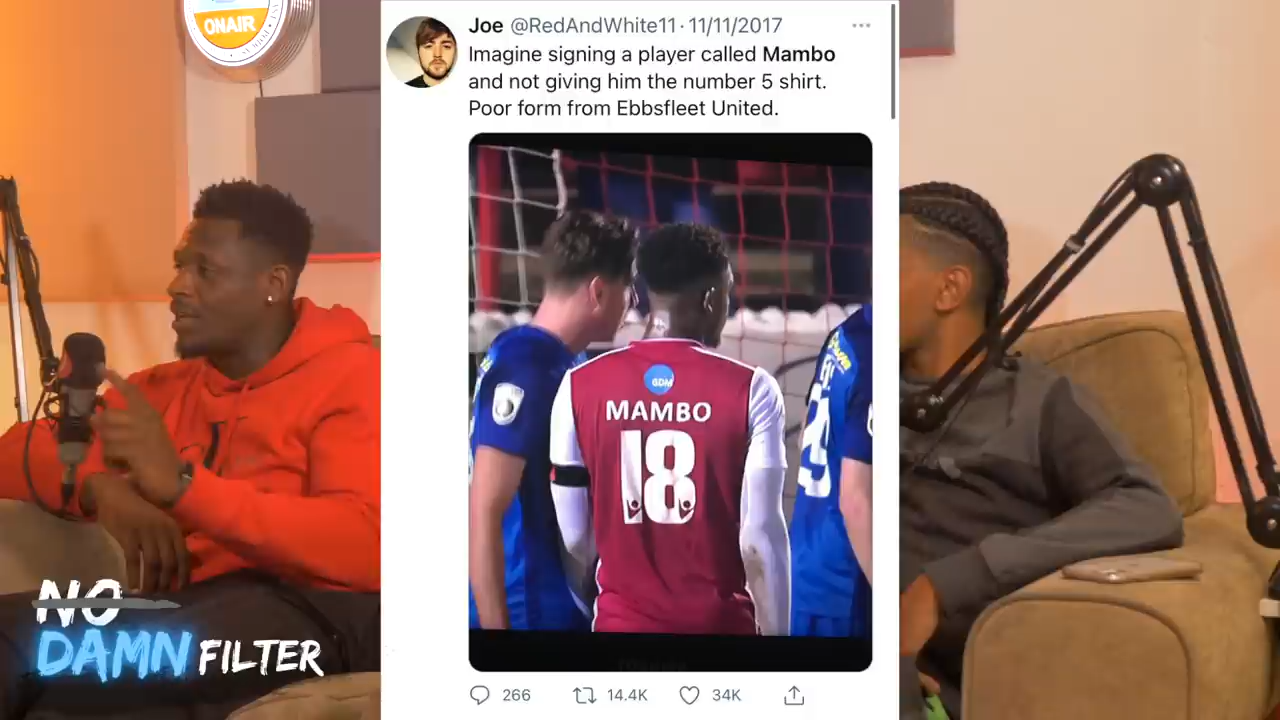 ONAIR
Joe @RedAndWhite11 · 11/11/2017
Imagine signing a player called Mambo
and not giving him the number 5 shirt.
Poor form from Ebbsfleet United.
GDM
MAMBO
18
266
14.4K
34K
NO
DAMN FILTER